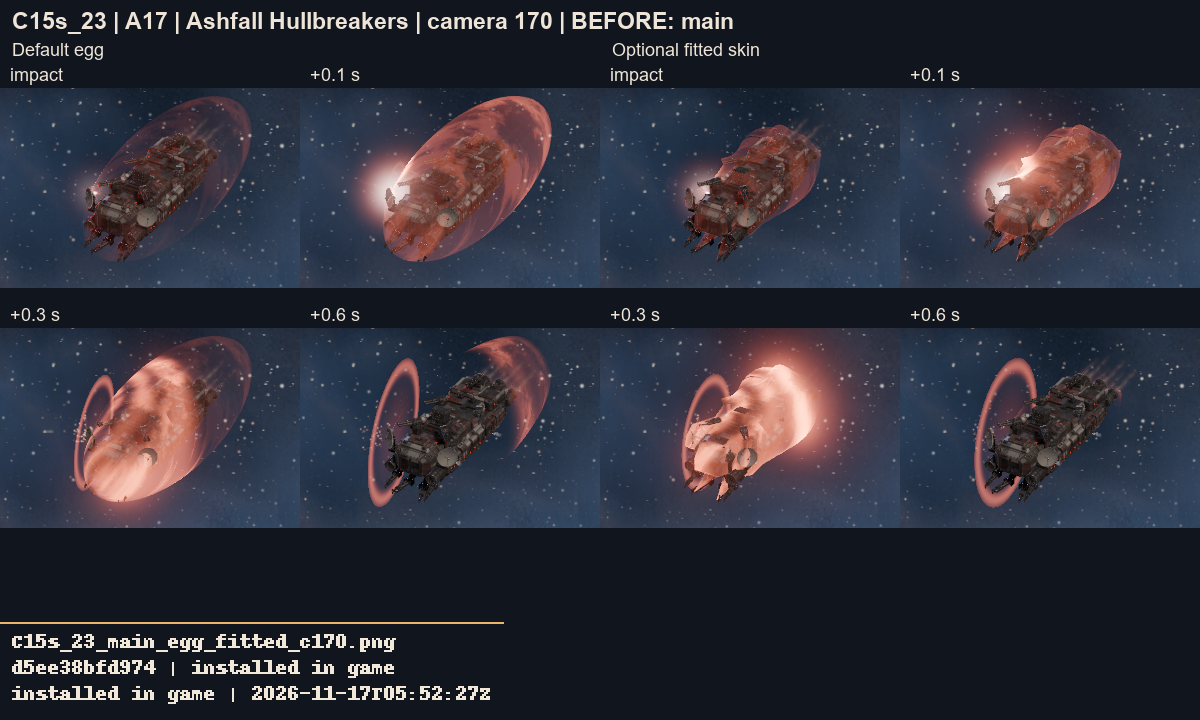 C15s_23 | A17 | Ashfall Hullbreakers | camera 170 | BEFORE: main
Default egg
Optional fitted skin
impact
+0.1 s
impact
+0.1 s
+0.3 s
+0.6 s
+0.3 s
+0.6 s
C15s_23_main_egg_fitted_c170.png
d5ee38bfd974 | installed in game
installed in game | 2026-11-17T05:52:27Z